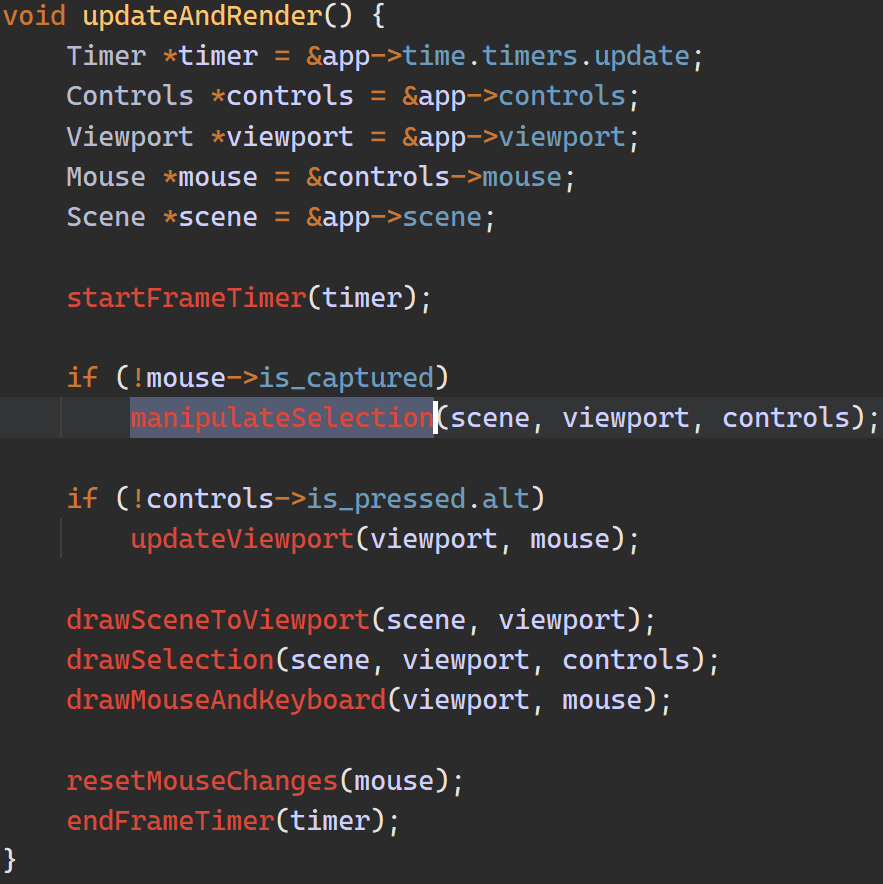 void updateAndRender() {
    Timer *timer = &app->time.timers.update;
    Controls *controls = &app->controls;
    Viewport *viewport = &app->viewport;
    Mouse *mouse = &controls->mouse;
    Scene *scene = &app->scene;

    startFrameTimer(timer);

    if (!mouse->is_captured)
        manipulateSelection(scene, viewport, controls);

    if (!controls->is_pressed.alt)
        updateViewport(viewport, mouse);

    drawSceneToViewport(scene, viewport);
    drawSelection(scene, viewport, controls);
    drawMouseAndKeyboard(viewport, mouse);

    resetMouseChanges(mouse);
    endFrameTimer(timer);
}